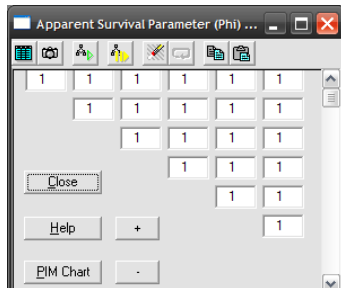 Apparent Survival Parameter (Phi) ...
1 1 1 1 1 1
1 1 1 1 1
1 1 1 1
1 1 1
Close
1 1
Help + 1
PIM Chart -